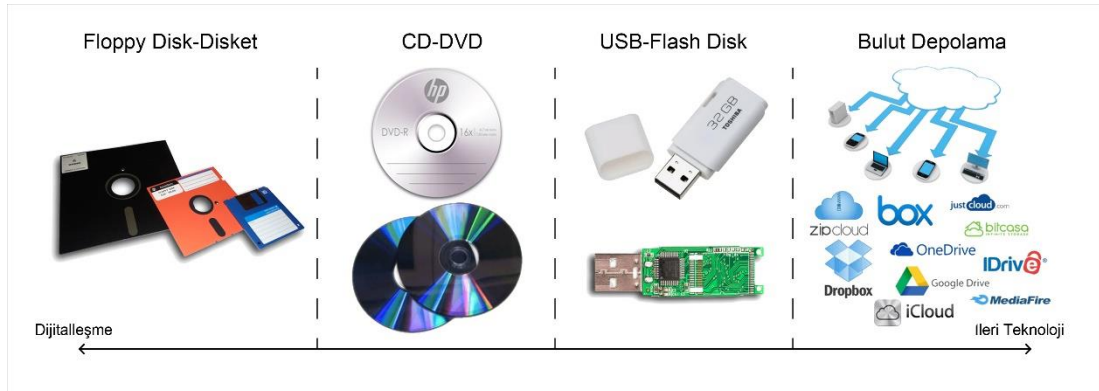 Floppy Disk-Disket
CD-DVD
USB-Flash Disk
Bulut Depolama
hp
DVD-R
16x
32GB
TOSHIBA
zipcloud
box
justcloud.com
bitcasa
OneDrive
IDrive®
Dropbox
Google Drive
iCloud
MediaFire
Dijitalleşme
İleri Teknoloji